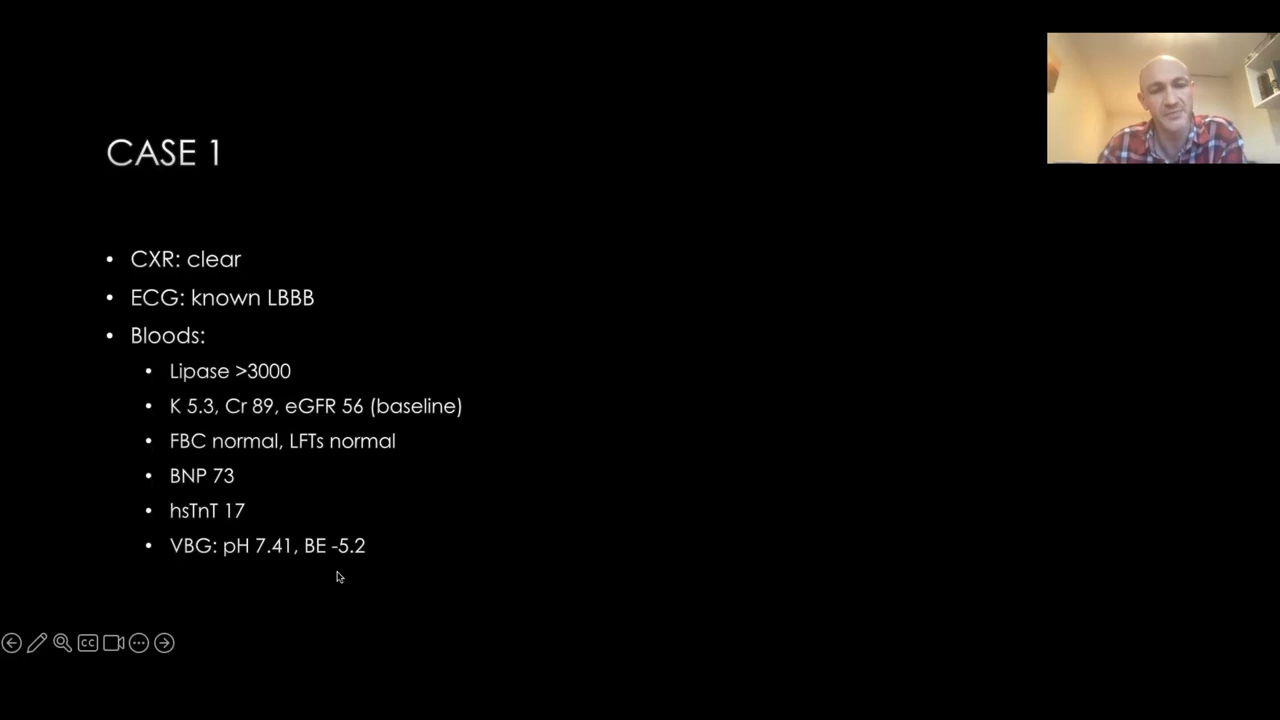 CASE 1
• CXR: clear
• ECG: known LBBB
• Bloods:
• Lipase >3000
• K 5.3, Cr 89, eGFR 56 (baseline)
• FBC normal, LFTs normal
• BNP 73
• hsTnT 17
• VBG: pH 7.41, BE -5.2
CC